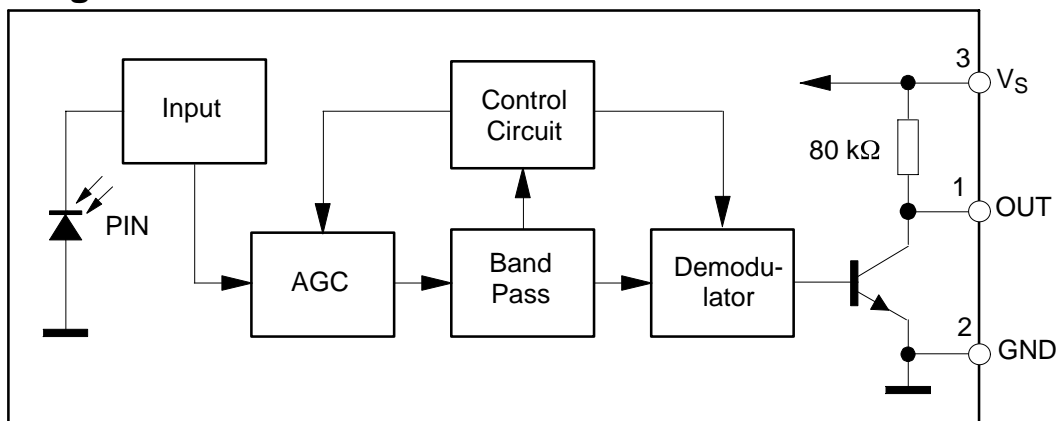 Input
Control
Circuit
3
VS
80 kΩ
1
OUT
PIN
AGC
Band
Pass
Demodu-
lator
2
GND